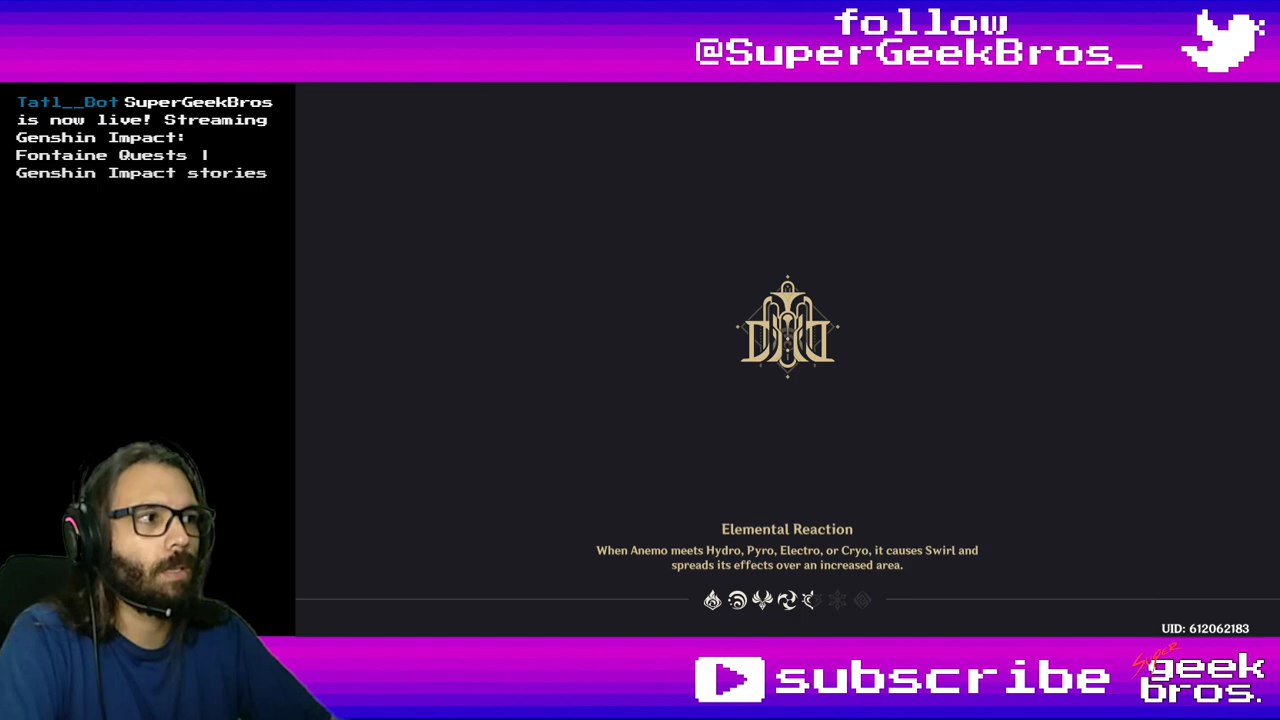 follow
@SuperGeekBros_
Tatl__Bot SuperGeekBros
is now live! Streaming
Genshin Impact:
Fontaine Quests |
Genshin Impact stories
Elemental Reaction
When Anemo meets Hydro, Pyro, Electro, or Cryo, it causes Swirl and
spreads its effects over an increased area.
UID: 612062183
subscribe
super
geek
bros.